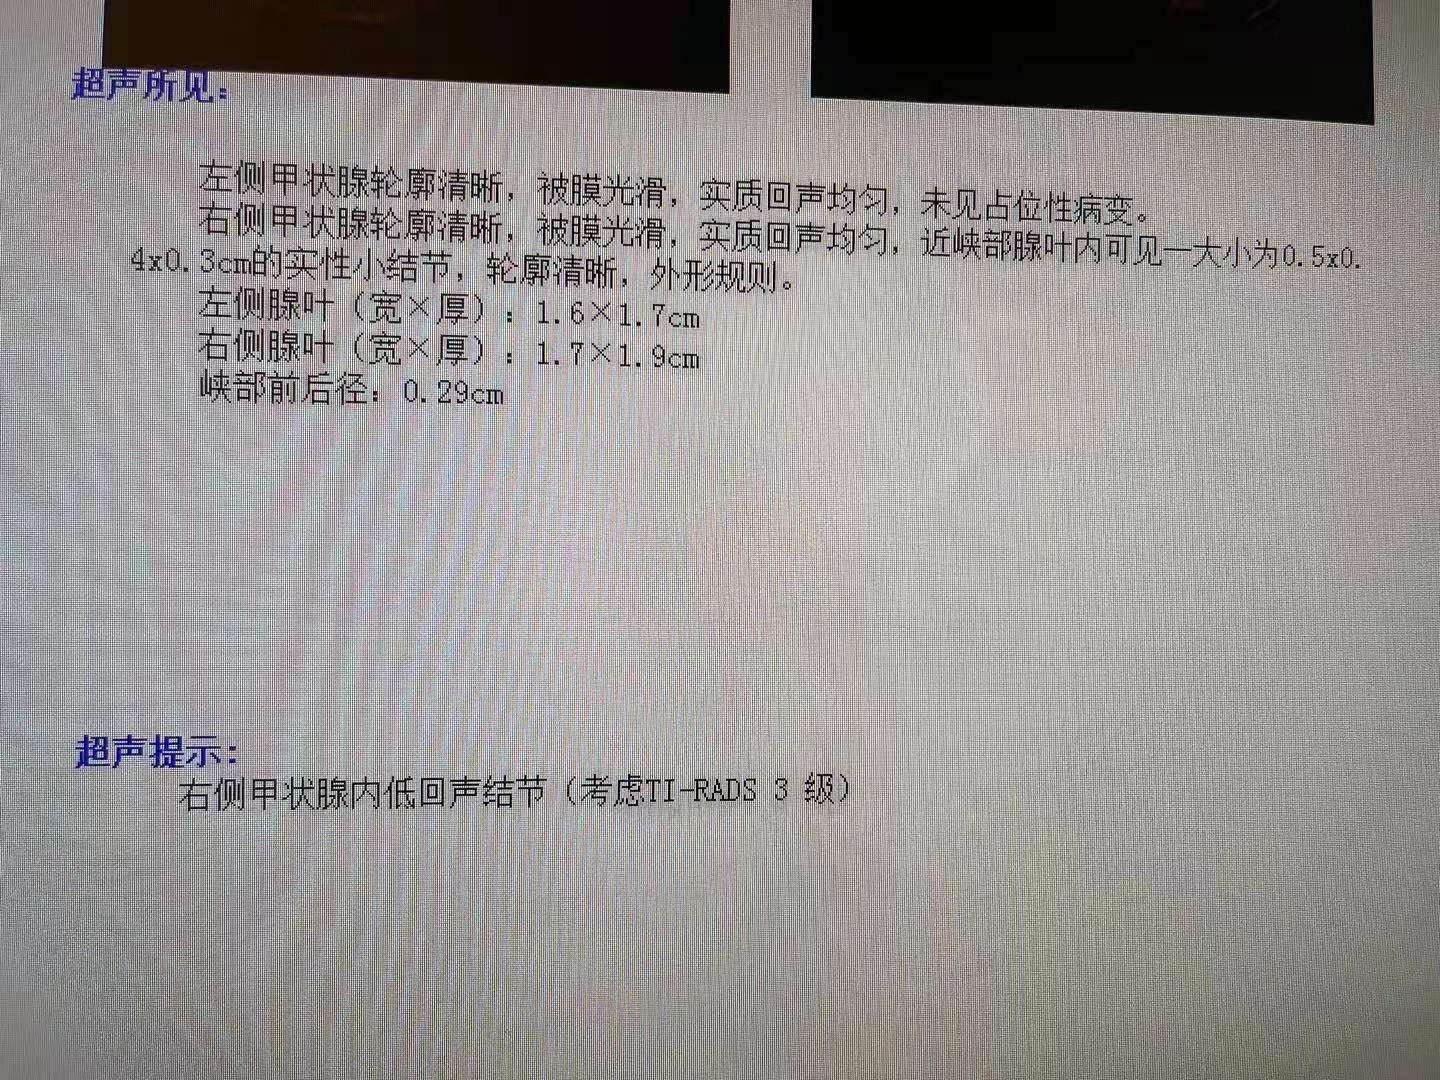 超声所见：
左侧甲状腺轮廓清晰，被膜光滑，实质回声均匀，未见占位性病变。
右侧甲状腺轮廓清晰，被膜光滑，实质回声均匀，近峡部腺叶内可见一大小为0.5x0.
4x0.3cm的实性小结节，轮廓清晰，外形规则。
左侧腺叶（宽×厚）：1.6×1.7cm
右侧腺叶（宽×厚）：1.7×1.9cm
峡部前后径：0.29cm
超声提示：
右侧甲状腺内低回声结节（考虑TI-RADS 3 级）